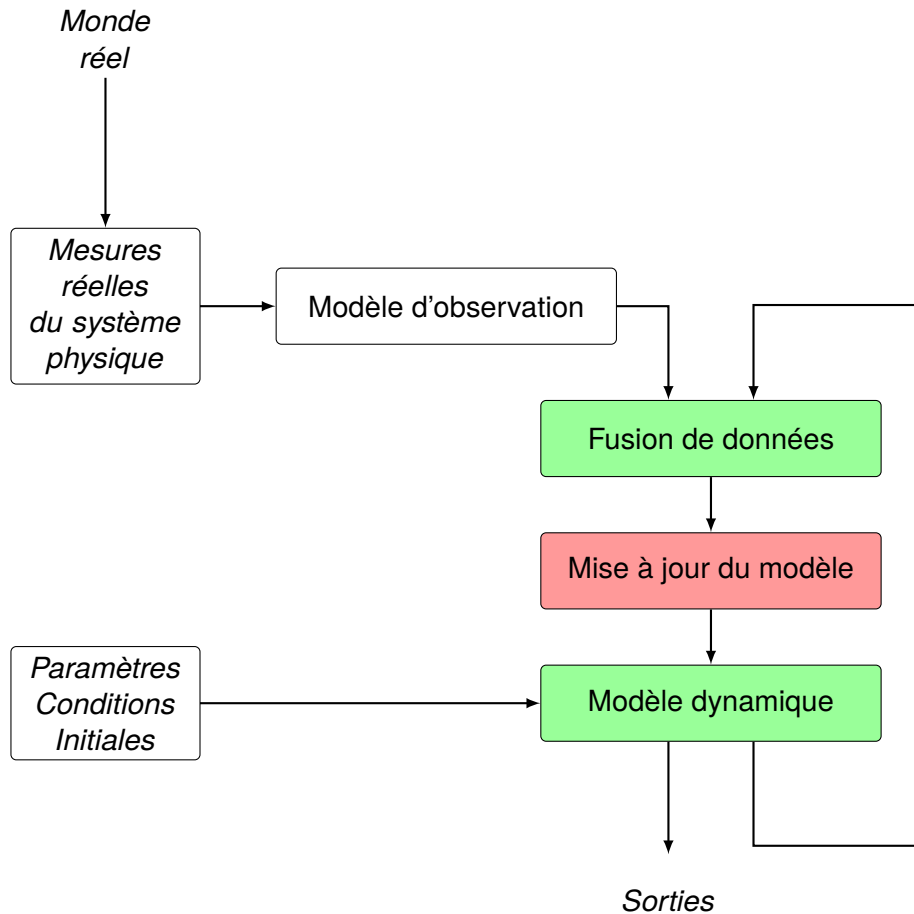 Monde
réel
Mesures
réelles
du système
physique
Modèle d'observation
Fusion de données
Mise à jour du modèle
Paramètres
Conditions
Initiales
Modèle dynamique
Sorties